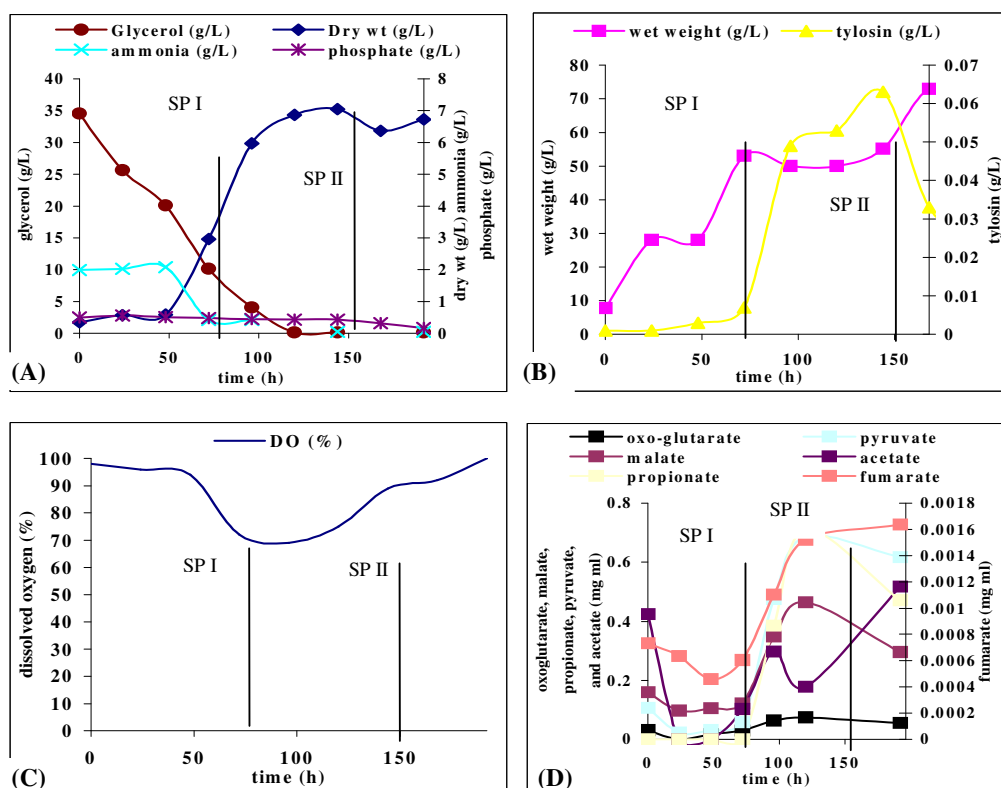 Glycerol (g/L)
Dry wt (g/L)
ammonia (g/L)
phosphate (g/L)
40
35
30
25
20
15
10
5
0
glycerol (g/L)
8
7
6
5
4
3
2
1
0
dry wt (g/L) ammonia (g/L)
phosphate (g/L)
SP I
SP II
0
50
100
150
time (h)
(A)
wet weight (g/L)
tylosin (g/L)
80
70
60
50
40
30
20
10
0
wet weight (g/L)
0.07
0.06
0.05
0.04
0.03
0.02
0.01
0
tylosin (g/L)
SP I
SP II
0
50
100
150
time (h)
(B)
DO (%)
100
90
80
70
60
50
40
30
20
10
0
dissolved oxygen (%)
SP I
SP II
0
50
100
150
time (h)
(C)
oxo-glutarate
pyruvate
malate
acetate
propionate
fumarate
0.8
0.6
0.4
0.2
0
oxoglutarate, malate,
propionate, pyruvate,
and acetate (mg ml)
0.0018
0.0016
0.0014
0.0012
0.001
0.0008
0.0006
0.0004
0.0002
0
fumarate (mg ml)
SP I
SP II
0
50
100
150
time (h)
(D)